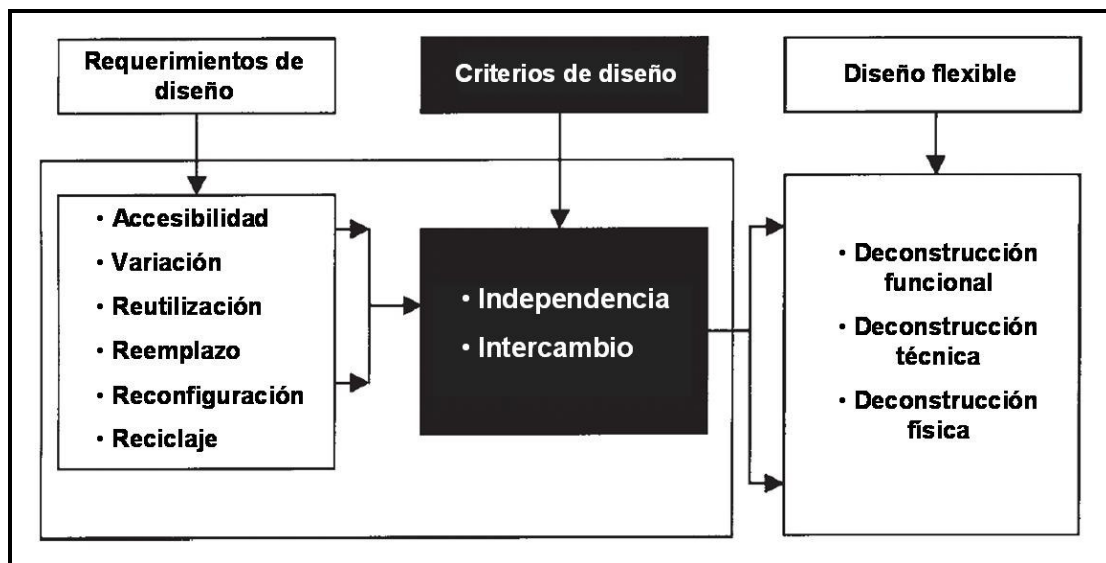 Requerimientos de
diseño
Criterios de diseño
Diseño flexible
• Accesibilidad
• Variación
• Reutilización
• Reemplazo
• Reconfiguración
• Reciclaje
• Independencia
• Intercambio
• Deconstrucción
funcional
• Deconstrucción
técnica
• Deconstrucción
física